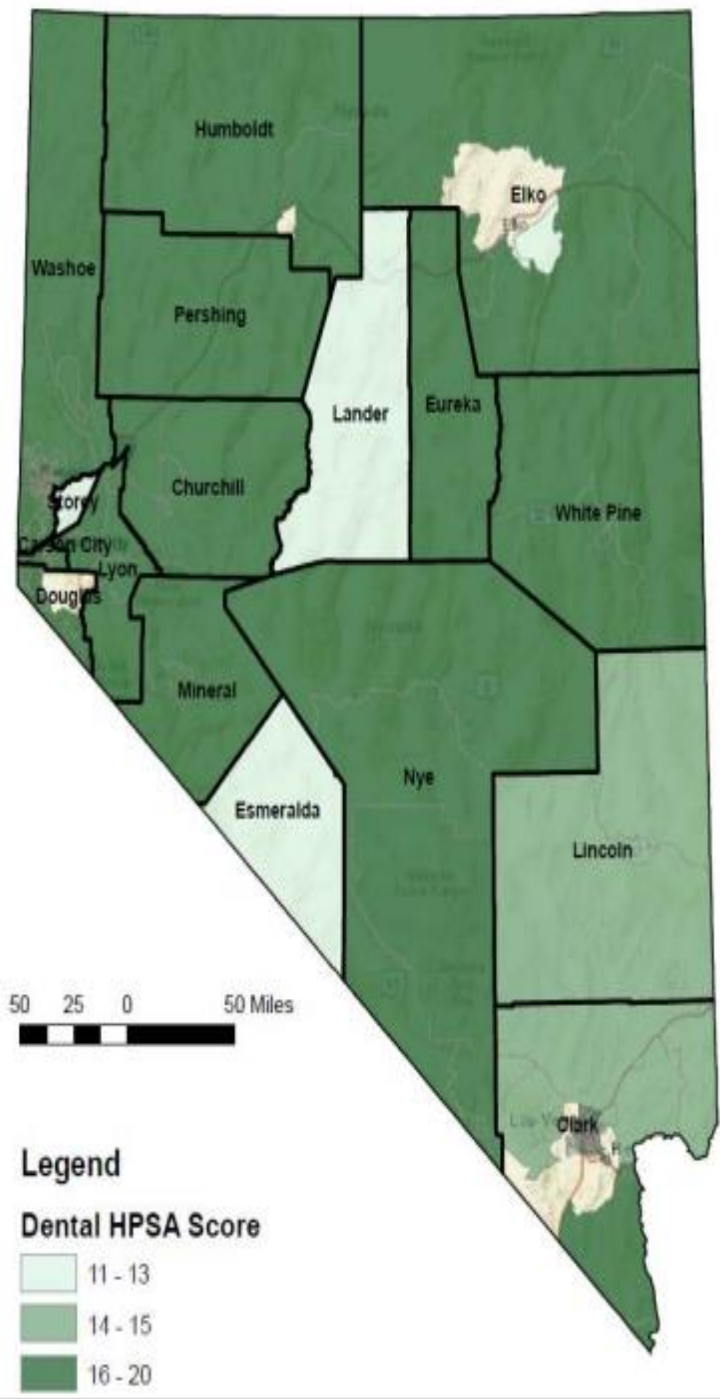 Humboldt
Elko
Washoe
Pershing
Lander
Eureka
Churchill
Storey
White Pine
Carson City
Lyon
Douglas
Mineral
Nye
Esmeralda
Lincoln
50 25 0 50 Miles
Clark
Legend
Dental HPSA Score
11 - 13
14 - 15
16 - 20